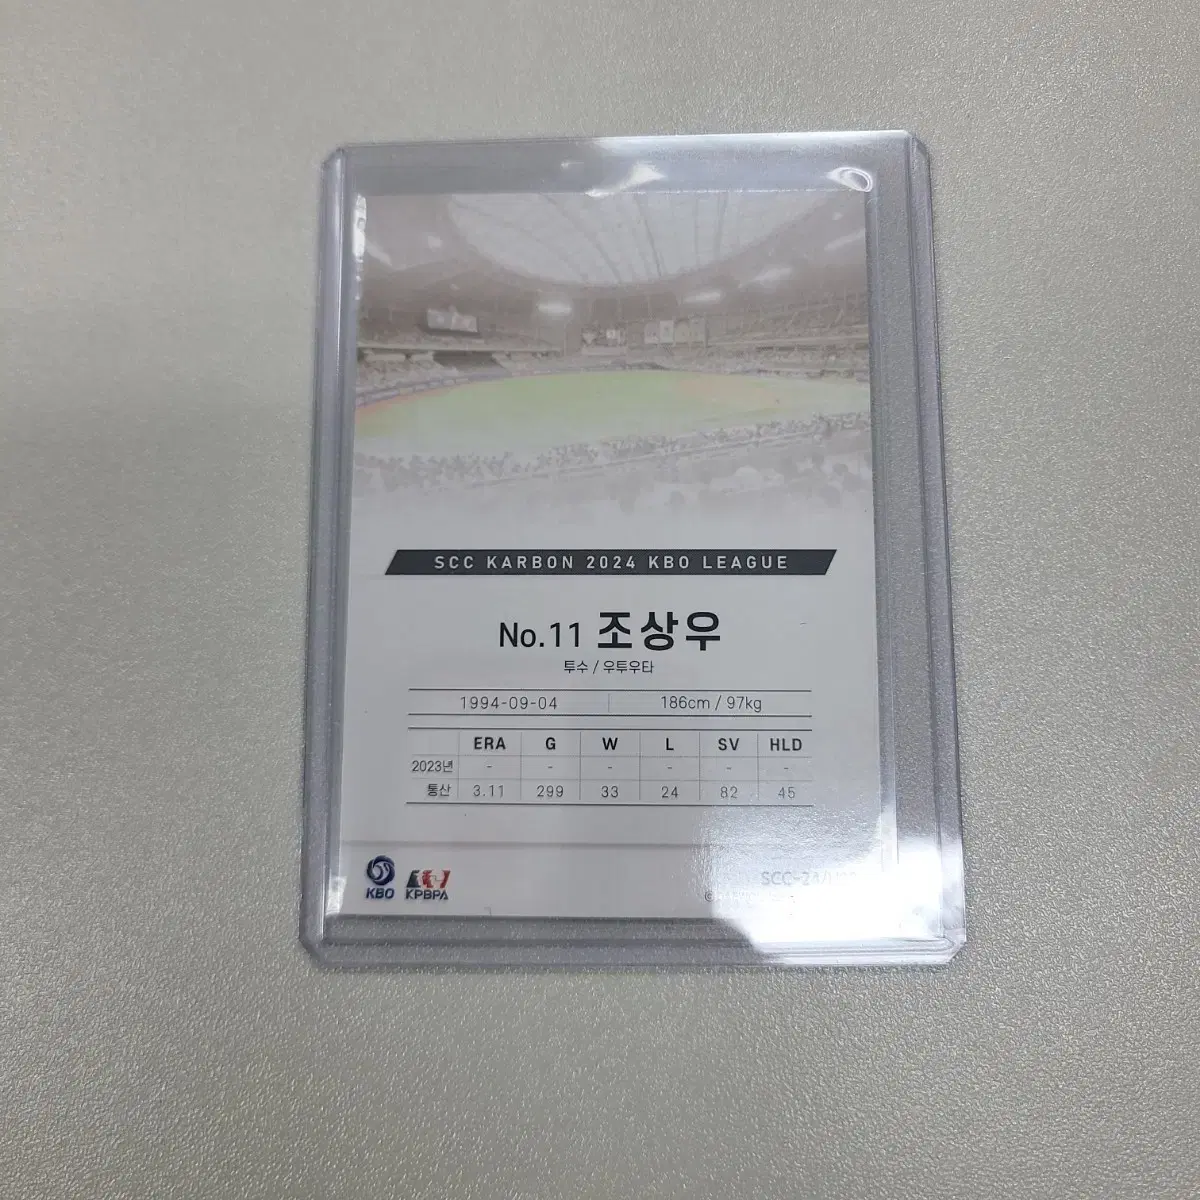 SCC KARBON 2024 KBO LEAGUE
No.11 조상우
투수 / 우투우타
1994-09-04 186cm / 97kg
ERA G W L SV HLD
2023년 - - - - - -
통산 3.11 299 33 24 82 45
KBO KPBPA